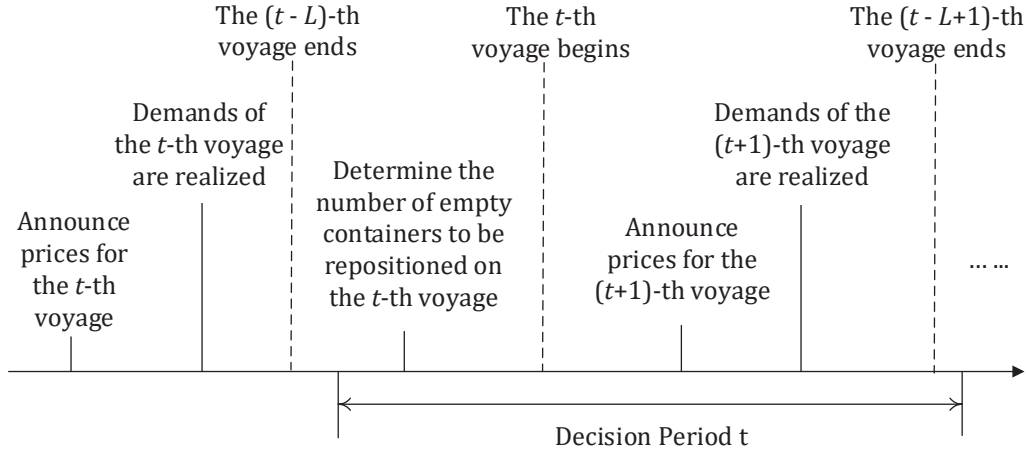 The (t - L)-th
voyage ends
The t-th
voyage begins
The (t - L+1)-th
voyage ends
Demands of
the t-th voyage
are realized
Demands of the
(t+1)-th voyage
are realized
Announce
prices for
the t-th
voyage
Determine the
number of empty
containers to be
repositioned on
the t-th voyage
Announce
prices for the
(t+1)-th voyage
... ...
Decision Period t